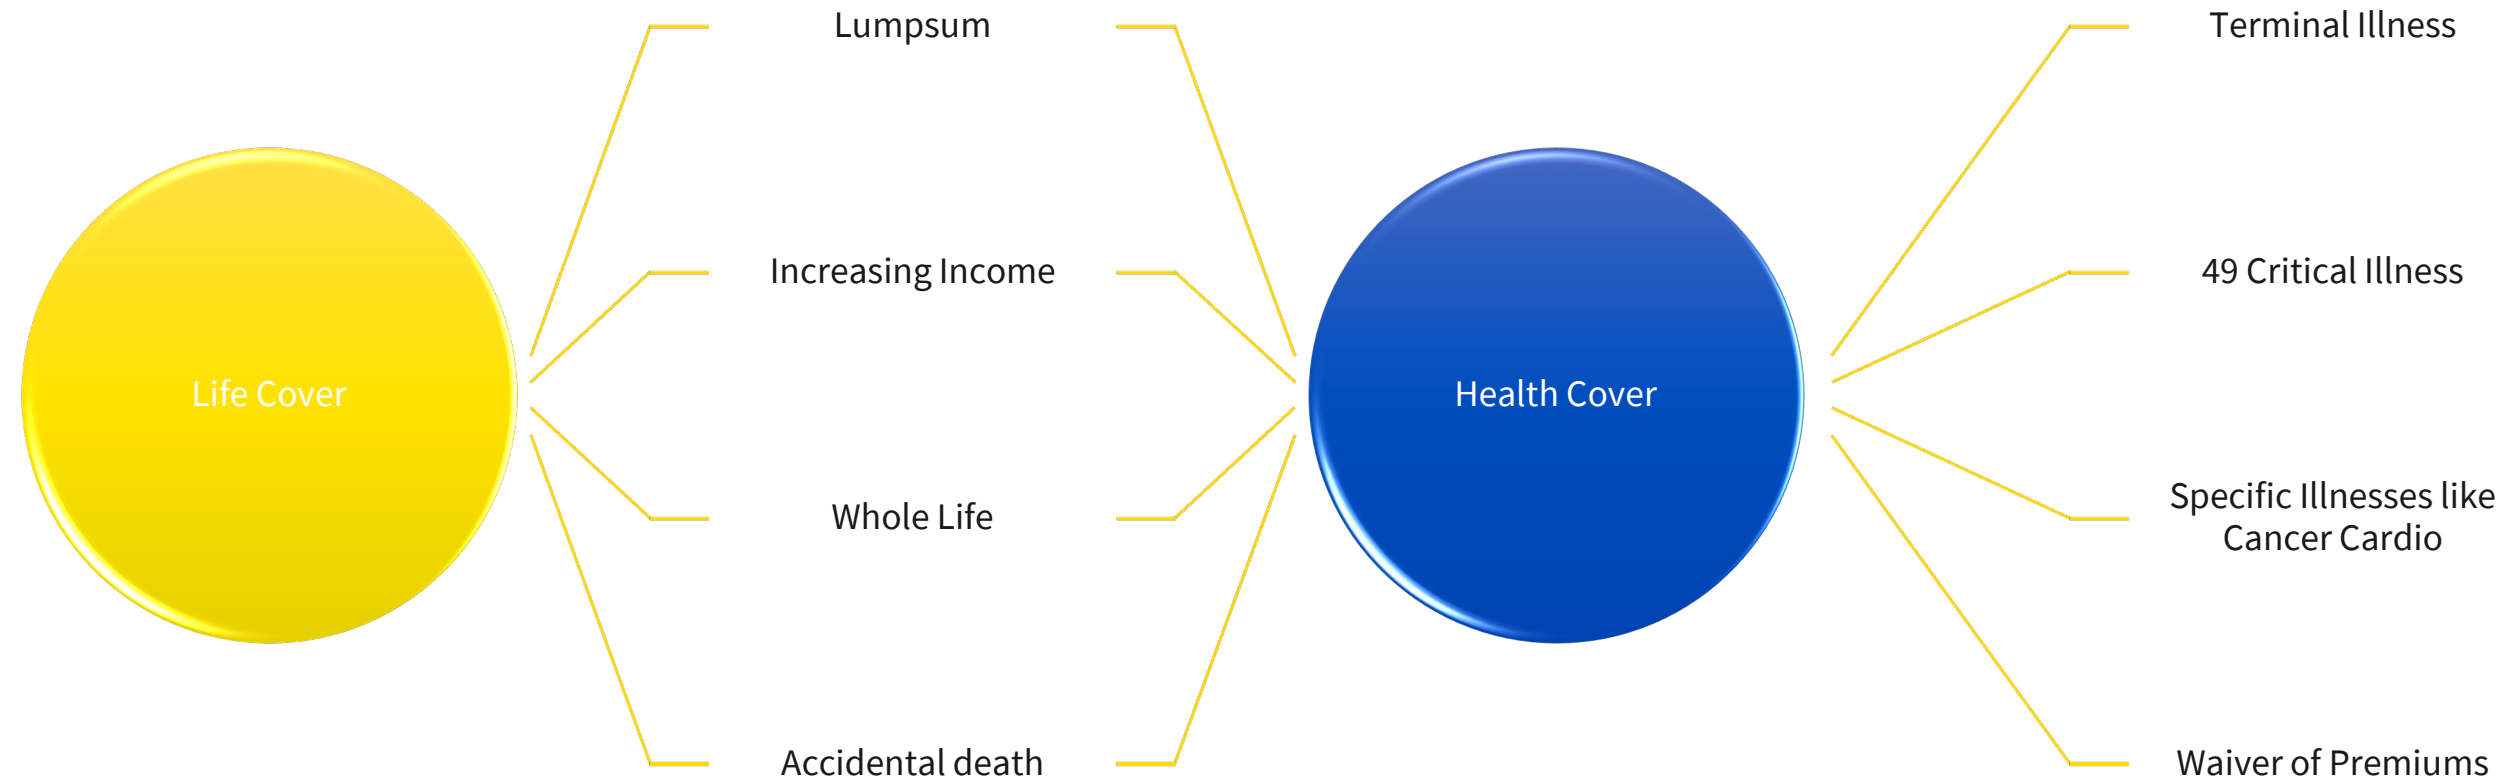 Life Cover
Lumpsum
Increasing Income
Whole Life
Accidental death
Health Cover
Terminal Illness
49 Critical Illness
Specific Illnesses like
Cancer Cardio
Waiver of Premiums